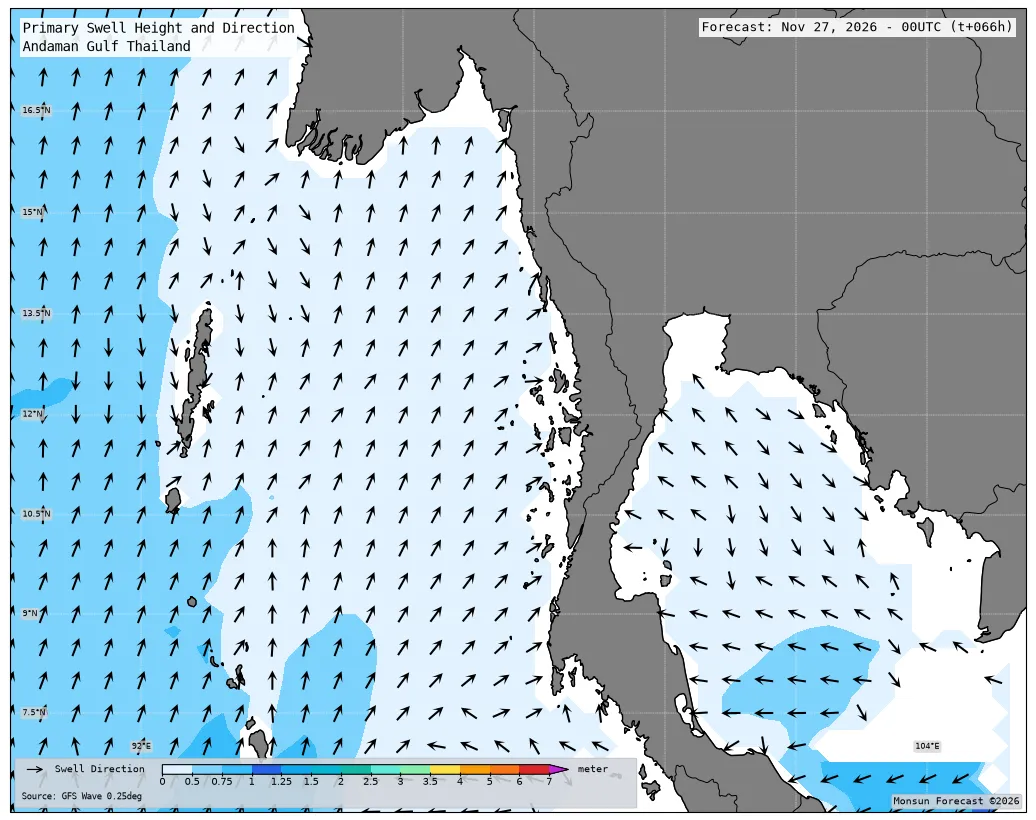 Primary Swell Height and Direction
Andaman Gulf Thailand
Forecast: Nov 27, 2026 - 00UTC (t+066h)
16.5°N
15°N
13.5°N
12°N
10.5°N
9°N
7.5°N
92°E
104°E
Swell Direction
meter
0 0.5 0.75 1 1.25 1.5 2 2.5 3 3.5 4 5 6 7
Source: GFS Wave 0.25deg
Monsun Forecast ©2026